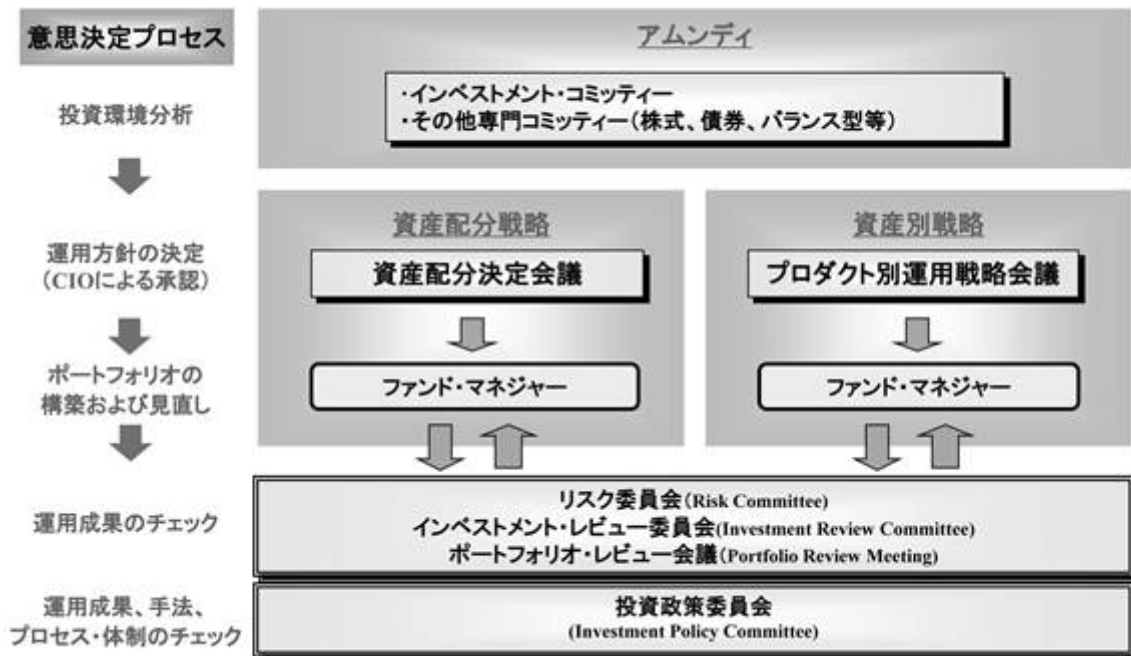 意思決定プロセス
アムンディ
投資環境分析
・インベストメント・コミッティー
・その他専門コミッティー(株式、債券、バランス型等)
資産配分戦略
資産別戦略
運用方針の決定
(CIOによる承認)
資産配分決定会議
プロダクト別運用戦略会議
ポートフォリオの
構築および見直し
ファンド・マネジャー
ファンド・マネジャー
運用成果のチェック
リスク委員会(Risk Committee)
インベストメント・レビュー委員会(Investment Review Committee)
ポートフォリオ・レビュー会議(Portfolio Review Meeting)
運用成果、手法、
プロセス・体制のチェック
投資政策委員会
(Investment Policy Committee)